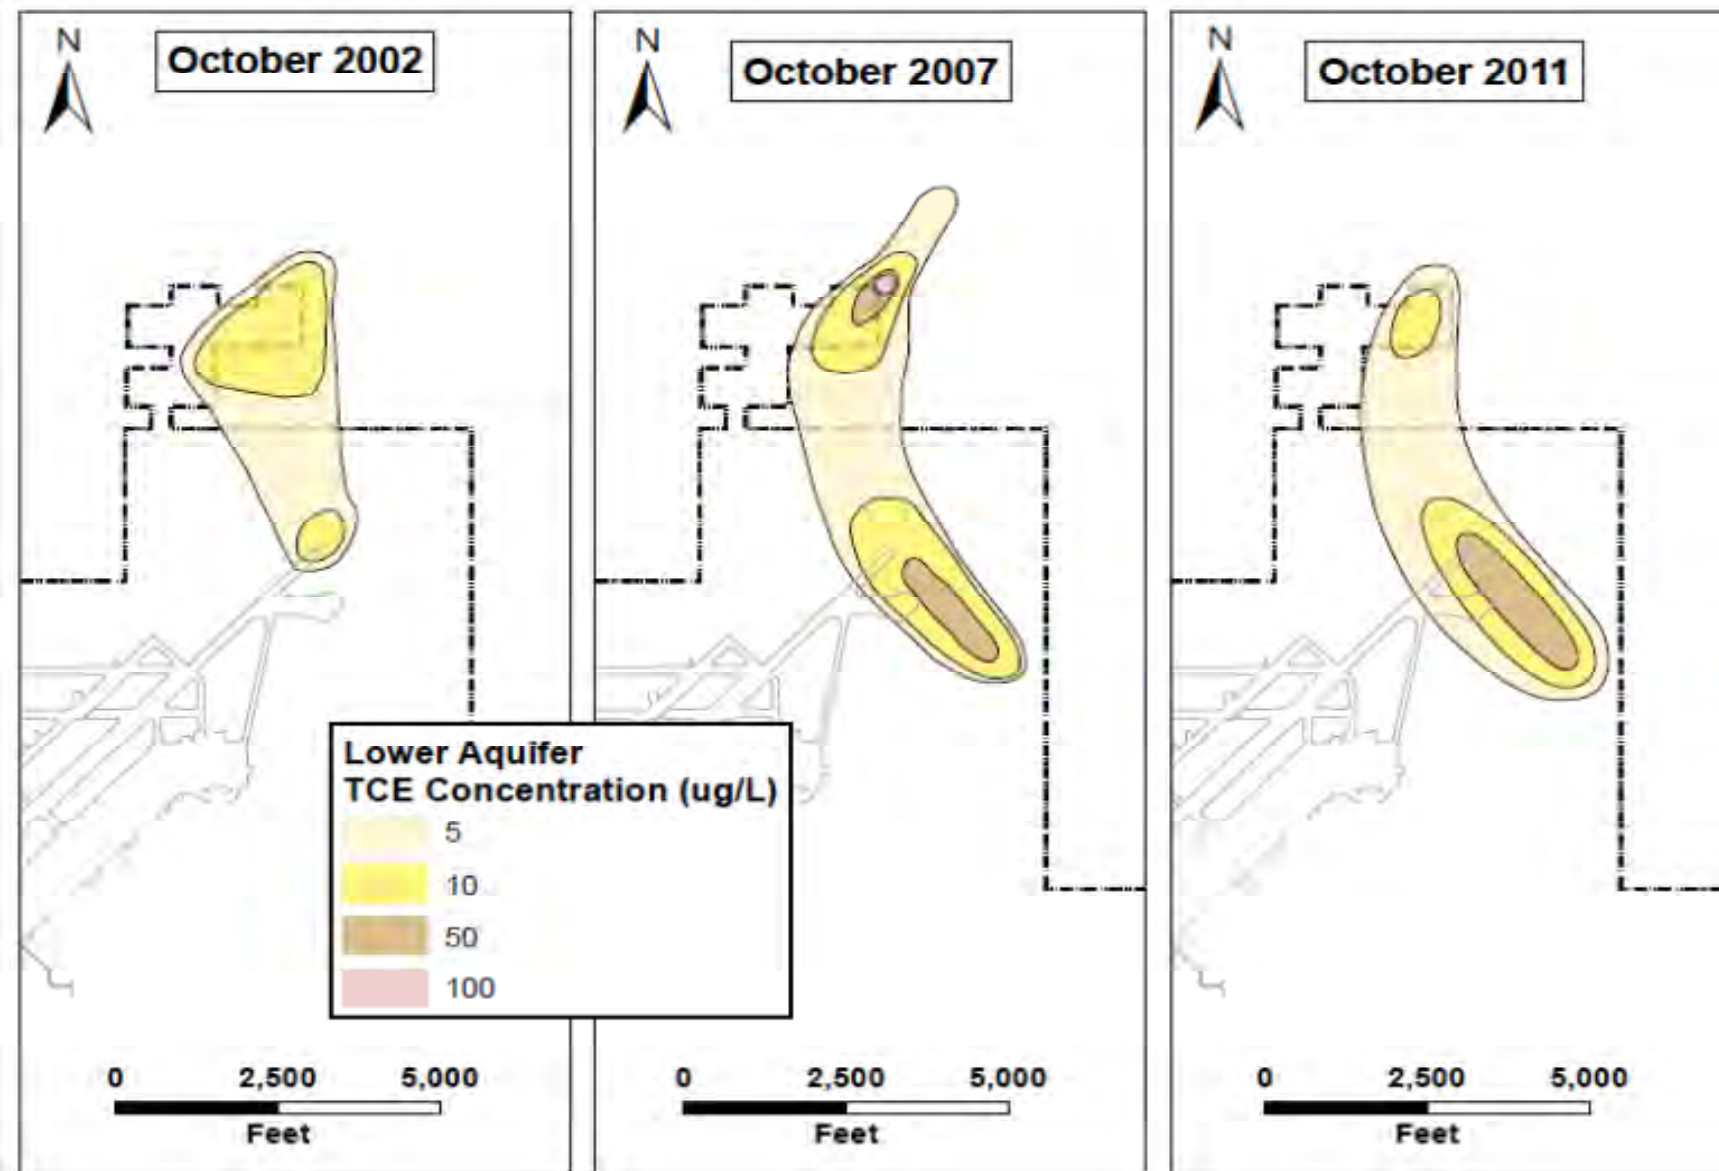 N
October 2002
N
October 2007
N
October 2011
Lower Aquifer
TCE Concentration (ug/L)
5
10
50
100
0 2,500 5,000
Feet
0 2,500 5,000
Feet
0 2,500 5,000
Feet